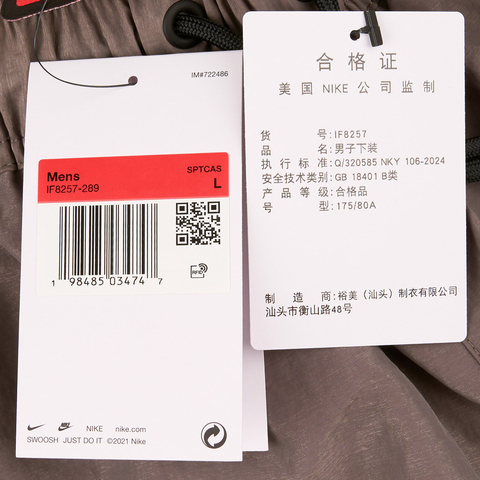 IM#722486
SPTCAS
Mens
IF8257-289
L
RFID
1 98485 03474 7
NIKE nike.com
SWOOSH JUST DO IT ©2021 Nike
合格证
美国 NIKE 公司监制
货号: IF8257
品名: 男子下装
执行标准: Q/320585 NKY 106-2024
安全技术类别: GB 18401 B类
产品等级: 合格品
号型: 175/80A
制造商: 裕美（汕头）制衣有限公司
汕头市衡山路48号